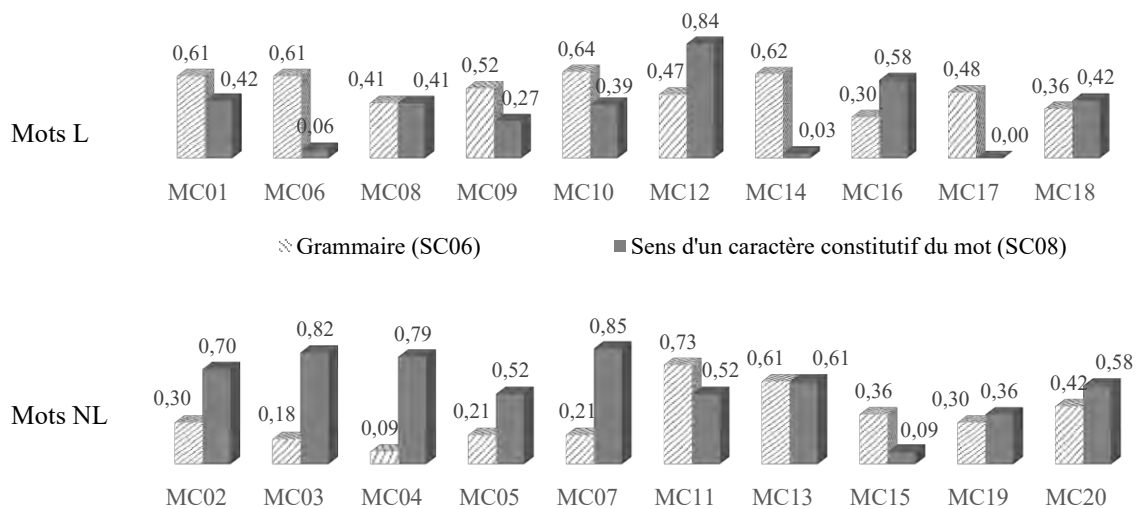 0,61 0,42 0,61 0,06 0,41 0,41 0,52 0,27 0,64 0,39 0,47 0,84 0,62 0,03 0,30 0,58 0,48 0,00 0,36 0,42
Mots L
MC01 MC06 MC08 MC09 MC10 MC12 MC14 MC16 MC17 MC18
Grammaire (SC06) Sens d'un caractère constitutif du mot (SC08)
0,30 0,70 0,18 0,82 0,09 0,79 0,21 0,52 0,21 0,85 0,73 0,52 0,61 0,61 0,36 0,09 0,30 0,36 0,42 0,58
Mots NL
MC02 MC03 MC04 MC05 MC07 MC11 MC13 MC15 MC19 MC20